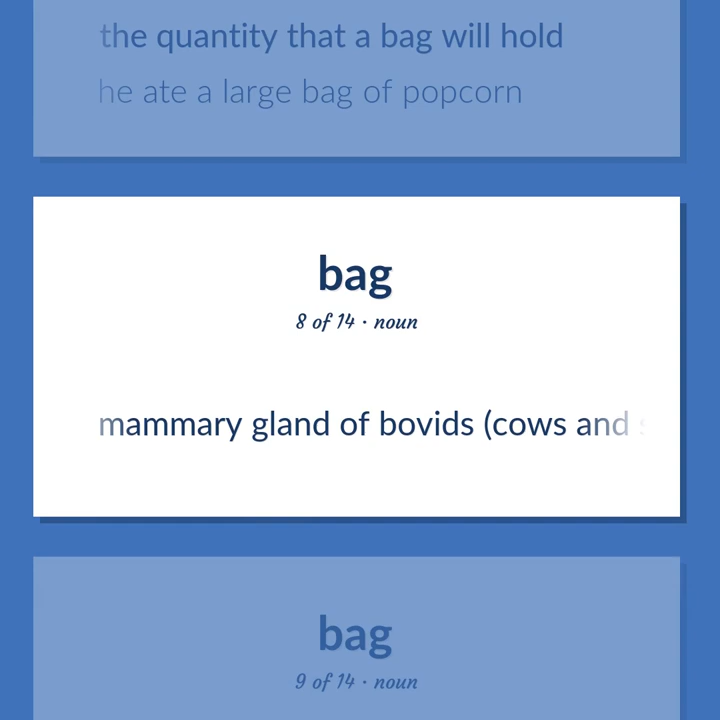 the quantity that a bag will hold
he ate a large bag of popcorn
bag
8 of 14 · noun
mammary gland of bovids (cows and
bag
9 of 14 · noun